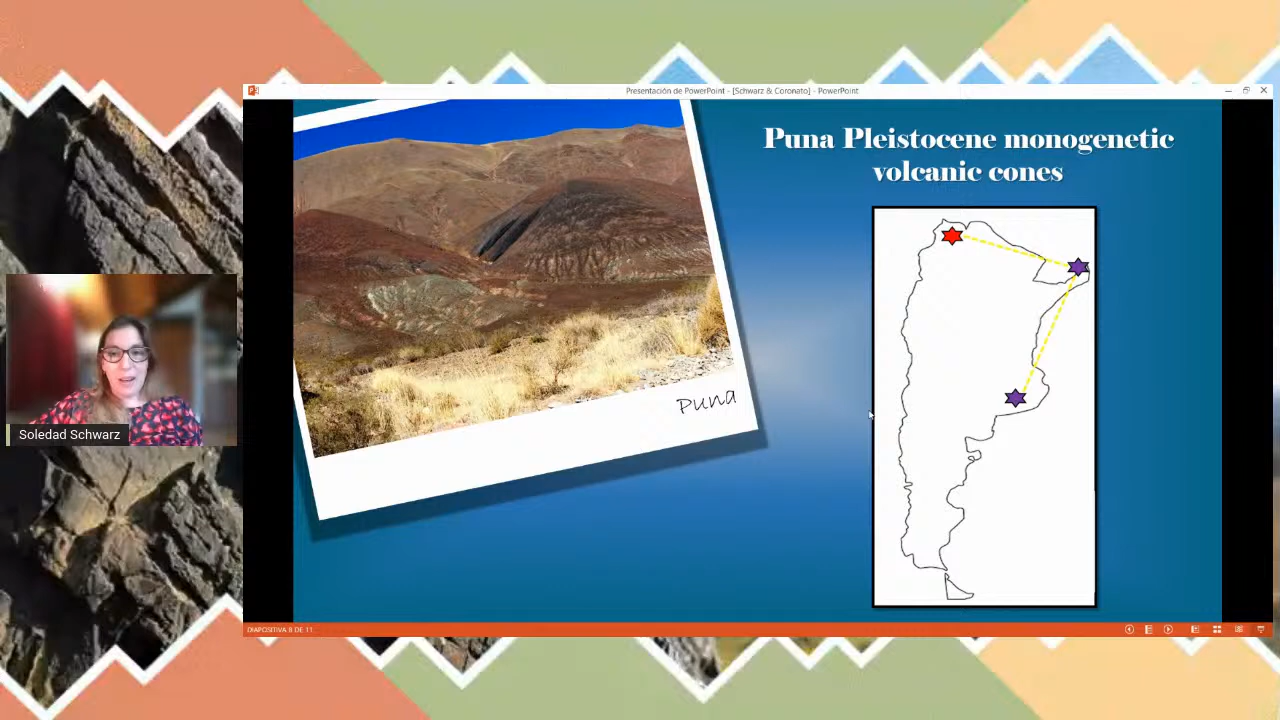 Presentación de PowerPoint - [Schwarz & Coronato] - PowerPoint
Puna Pleistocene monogenetic
volcanic cones
Puna
Soledad Schwarz
DIAPOSITIVA 8 DE 11